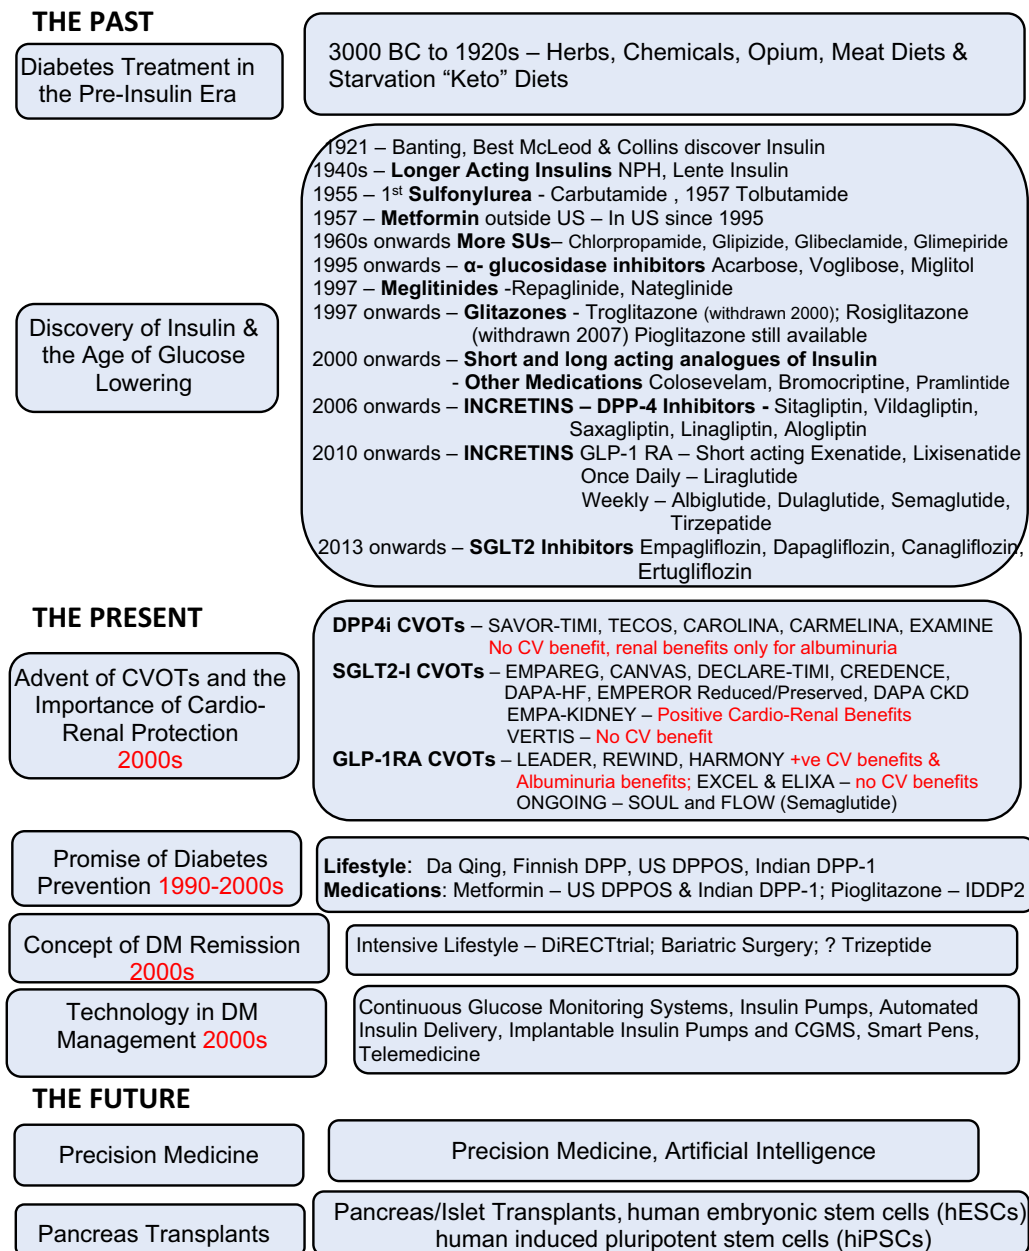 THE PAST
Diabetes Treatment in
the Pre-Insulin Era
3000 BC to 1920s – Herbs, Chemicals, Opium, Meat Diets &
Starvation “Keto” Diets
Discovery of Insulin &
the Age of Glucose
Lowering
1921 – Banting, Best McLeod & Collins discover Insulin
1940s – Longer Acting Insulins NPH, Lente Insulin
1955 – 1st Sulfonylurea - Carbutamide , 1957 Tolbutamide
1957 – Metformin outside US – In US since 1995
1960s onwards More SUs– Chlorpropamide, Glipizide, Glibeclamide, Glimepiride
1995 onwards – α- glucosidase inhibitors Acarbose, Voglibose, Miglitol
1997 – Meglitinides -Repaglinide, Nateglinide
1997 onwards – Glitazones - Troglitazone (withdrawn 2000); Rosiglitazone
(withdrawn 2007) Pioglitazone still available
2000 onwards – Short and long acting analogues of Insulin
- Other Medications Colosevelam, Bromocriptine, Pramlintide
2006 onwards – INCRETINS – DPP-4 Inhibitors - Sitagliptin, Vildagliptin,
Saxagliptin, Linagliptin, Alogliptin
2010 onwards – INCRETINS GLP-1 RA – Short acting Exenatide, Lixisenatide
Once Daily – Liraglutide
Weekly – Albiglutide, Dulaglutide, Semaglutide,
Tirzepatide
2013 onwards – SGLT2 Inhibitors Empagliflozin, Dapagliflozin, Canagliflozin,
Ertugliflozin
THE PRESENT
Advent of CVOTs and the
Importance of Cardio-
Renal Protection
2000s
DPP4i CVOTs – SAVOR-TIMI, TECOS, CAROLINA, CARMELINA, EXAMINE
No CV benefit, renal benefits only for albuminuria
SGLT2-I CVOTs – EMPAREG, CANVAS, DECLARE-TIMI, CREDENCE,
DAPA-HF, EMPEROR Reduced/Preserved, DAPA CKD
EMPA-KIDNEY – Positive Cardio-Renal Benefits
VERTIS – No CV benefit
GLP-1RA CVOTs – LEADER, REWIND, HARMONY +ve CV benefits &
Albuminuria benefits; EXCEL & ELIXA – no CV benefits
ONGOING – SOUL and FLOW (Semaglutide)
Promise of Diabetes
Prevention 1990-2000s
Lifestyle: Da Qing, Finnish DPP, US DPPOS, Indian DPP-1
Medications: Metformin – US DPPOS & Indian DPP-1; Pioglitazone – IDDP2
Concept of DM Remission
2000s
Intensive Lifestyle – DiRECTtrial; Bariatric Surgery; ? Trizeptide
Technology in DM
Management 2000s
Continuous Glucose Monitoring Systems, Insulin Pumps, Automated
Insulin Delivery, Implantable Insulin Pumps and CGMS, Smart Pens,
Telemedicine
THE FUTURE
Precision Medicine
Precision Medicine, Artificial Intelligence
Pancreas Transplants
Pancreas/Islet Transplants, human embryonic stem cells (hESCs)
human induced pluripotent stem cells (hiPSCs)